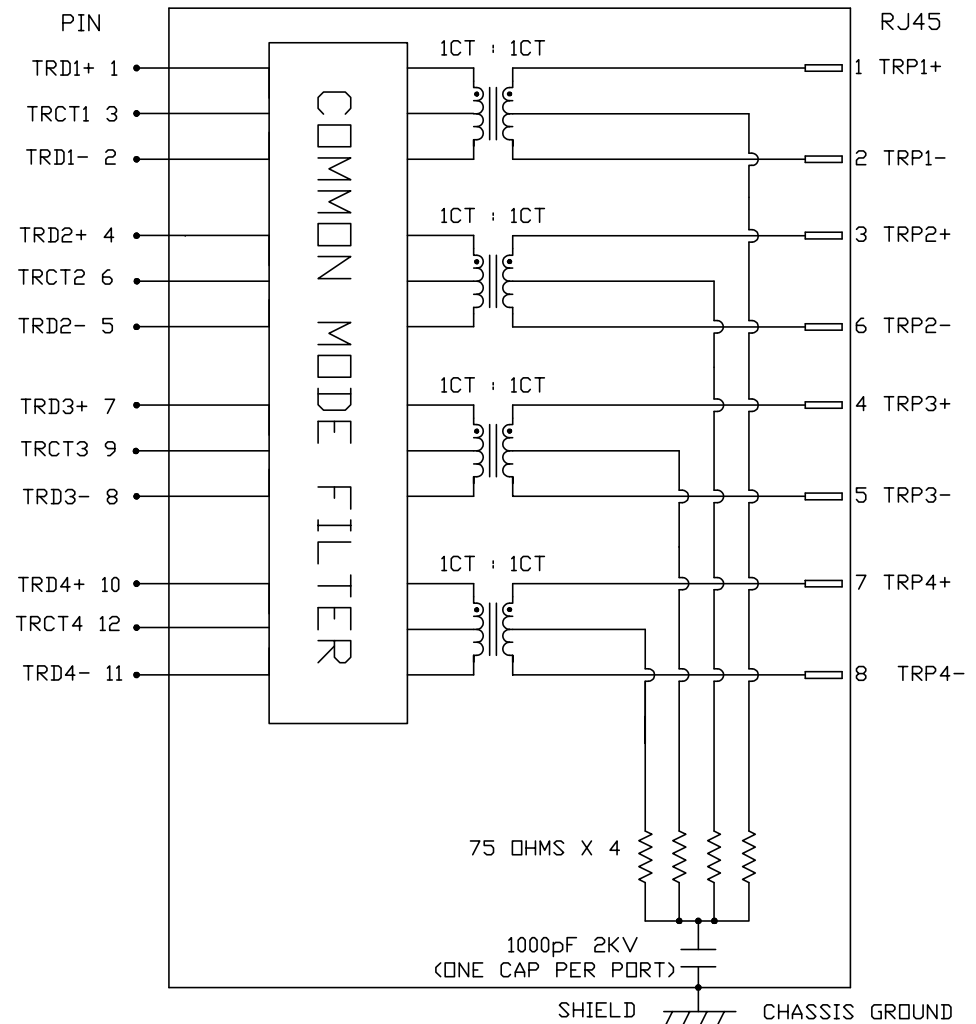 PIN
RJ45
1CT : 1CT
TRD1+ 1
1 TRP1+
TRCT1 3
TRD1- 2
2 TRP1-
1CT : 1CT
TRD2+ 4
3 TRP2+
TRCT2 6
TRD2- 5
6 TRP2-
COMMON MODE FILTER
1CT : 1CT
TRD3+ 7
4 TRP3+
TRCT3 9
TRD3- 8
5 TRP3-
1CT : 1CT
TRD4+ 10
7 TRP4+
TRCT4 12
TRD4- 11
8 TRP4-
75 OHMS X 4
1000pF 2KV
(ONE CAP PER PORT)
SHIELD
CHASSIS GROUND